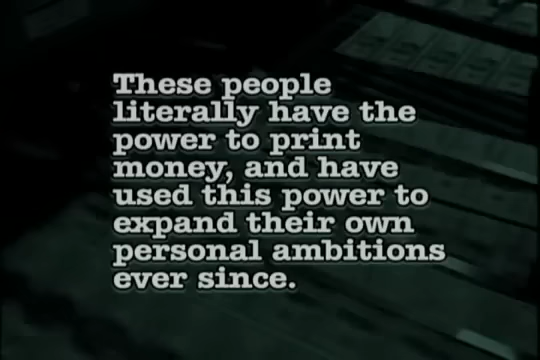 These people
literally have the
power to print
money, and have
used this power to
expand their own
personal ambitions
ever since.